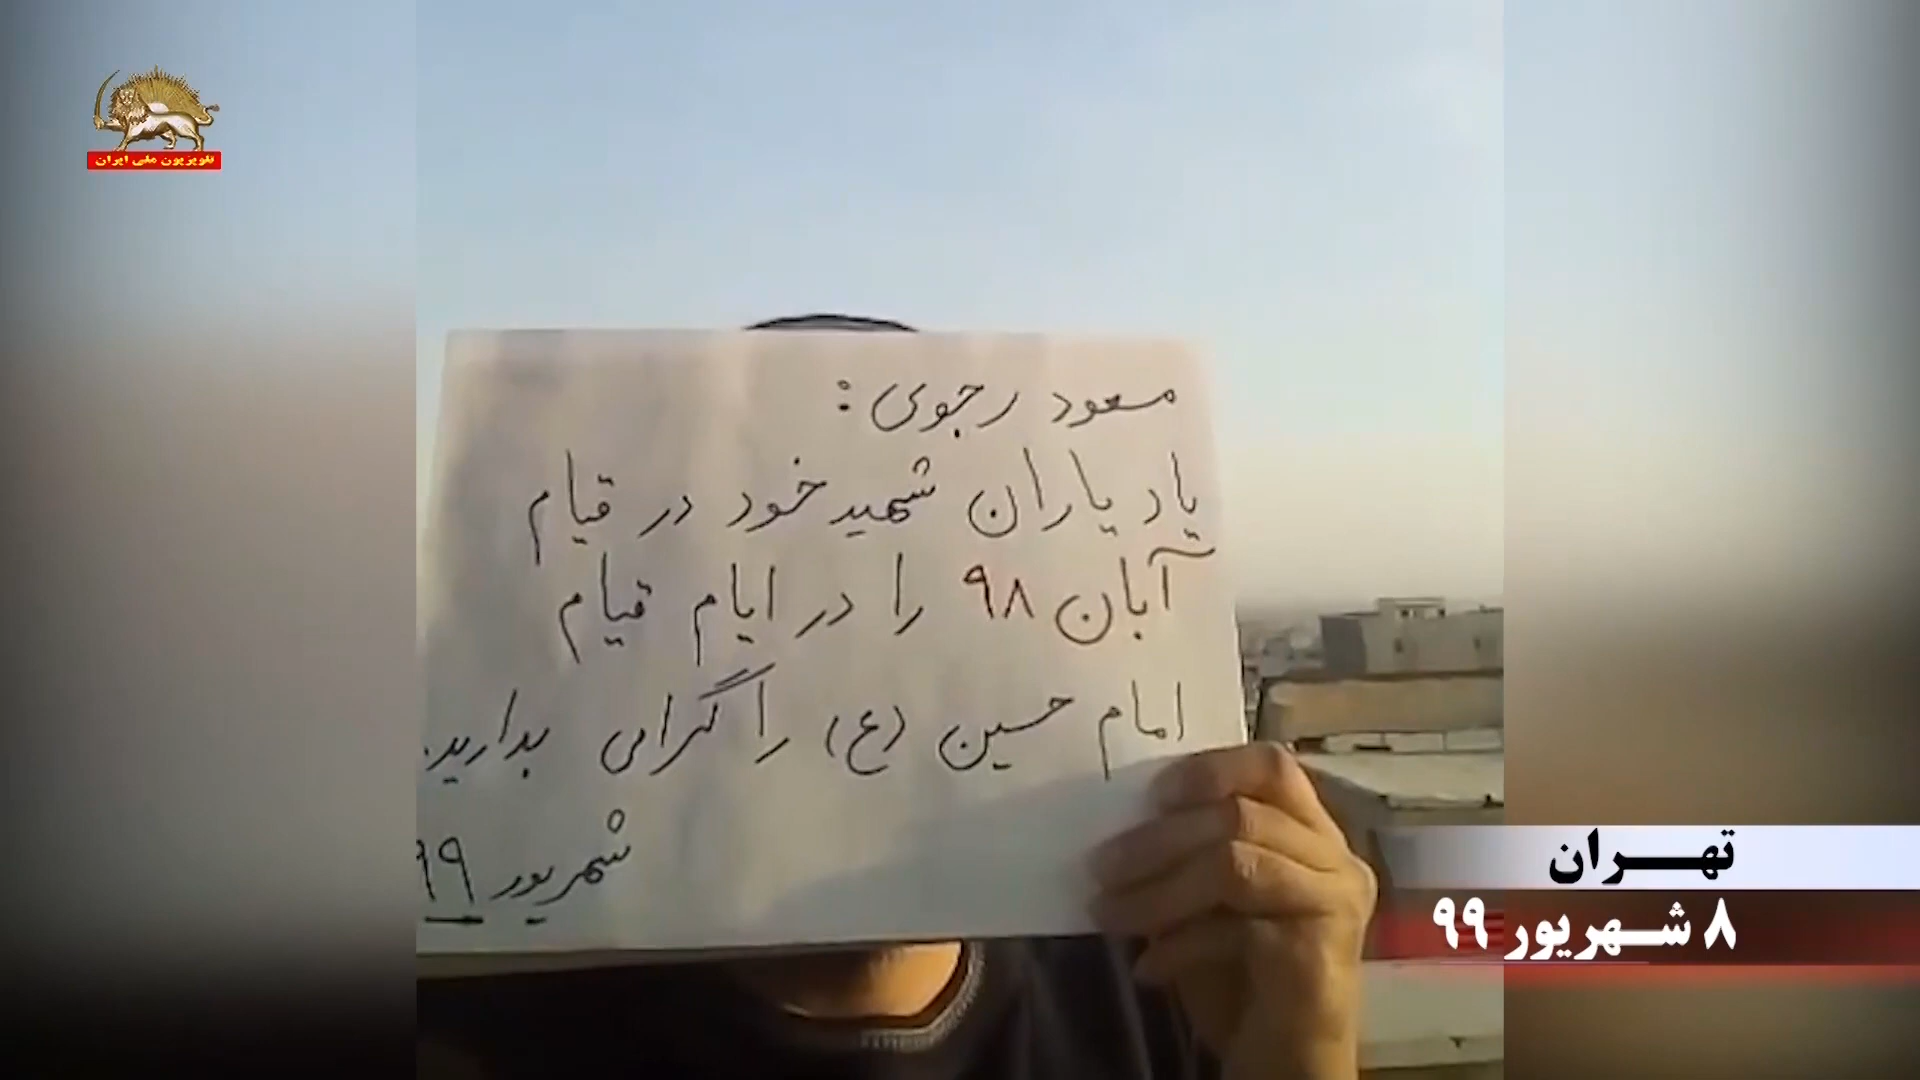 تلویزیون ملی ایران
مسعود رجوی:
یاد یاران شهید خود در قیام
آبان ۹۸ را در ایام قیام
امام حسین (ع) را گرامی بدارید.
شهریور ۹۹
تهران
۸ شهریور ۹۹